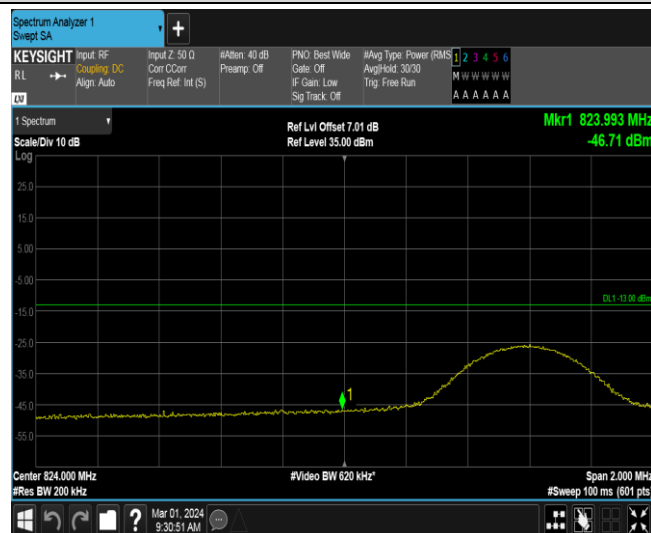 Spectrum Analyzer 1
Swept SA
+
KEYSIGHT
RL
Input: RF
Coupling: DC
Align: Auto
Input Z: 50 Ω
Corr CCorr
Freq Ref: Int (S)
#Atten: 40 dB
Preamp: Off
PNO: Best Wide
Gate: Off
IF Gain: Low
Sig Track: Off
#Avg Type: Power (RMS
Avg|Hold: 30/30
Trig: Free Run
1 2 3 4 5 6
M W W W W W
A A A A A A
1 Spectrum
Scale/Div 10 dB
Log
Ref Lvl Offset 7.01 dB
Ref Level 35.00 dBm
Mkr1 823.993 MHz
-46.71 dBm
25.0
15.0
5.00
-5.00
DL1 -13.00 dBm
-15.0
-25.0
-35.0
-45.0
1
-55.0
Center 824.000 MHz
#Res BW 200 kHz
#Video BW 620 kHz*
Span 2.000 MHz
#Sweep 100 ms (601 pts)
?
Mar 01, 2024
9:30:51 AM